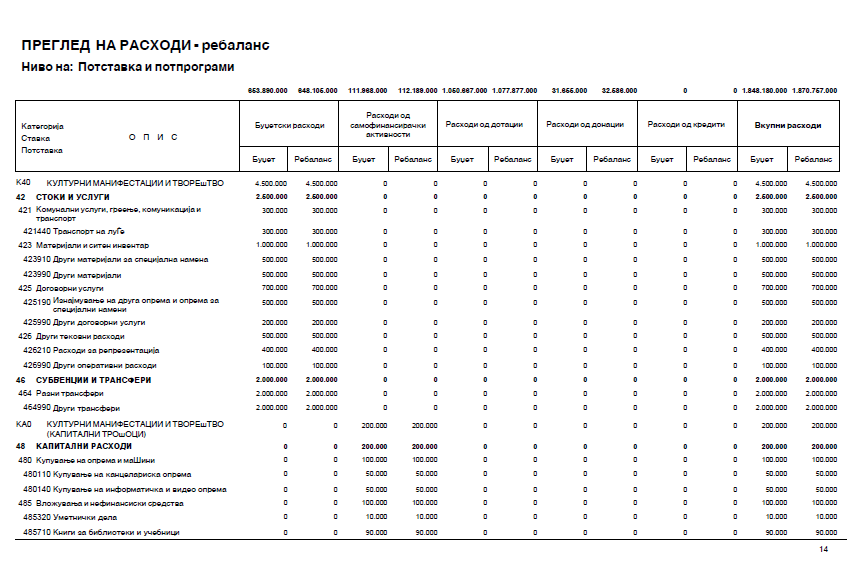 ПРЕГЛЕД НА РАСХОДИ - ребаланс
Ниво на: Потставка и потпрограми
653.890.000 648.105.000 111.968.000 112.189.000 1.050.667.000 1.077.877.000 31.655.000 32.586.000 0 0 1.848.180.000 1.870.757.000
Категорија
Ставка
Потставка
О П И С
Буџетски расходи
Расходи од самофинансирачки активности
Расходи од дотации
Расходи од донации
Расходи од кредити
Вкупни расходи
Буџет Ребаланс Буџет Ребаланс Буџет Ребаланс Буџет Ребаланс Буџет Ребаланс Буџет Ребаланс
К40 КУЛТУРНИ МАНИФЕСТАЦИИ И ТВОРЕшТВО 4.500.000 4.500.000 0 0 0 0 0 0 0 0 4.500.000 4.500.000
42 СТОКИ И УСЛУГИ 2.500.000 2.500.000 0 0 0 0 0 0 0 0 2.500.000 2.500.000
421 Комунални услуги, греење, комуникација и
транспорт 300.000 300.000 0 0 0 0 0 0 0 0 300.000 300.000
421440 Транспорт на луЃе 300.000 300.000 0 0 0 0 0 0 0 0 300.000 300.000
423 Материјали и ситен инвентар 1.000.000 1.000.000 0 0 0 0 0 0 0 0 1.000.000 1.000.000
423910 Други материјали за специјална намена 500.000 500.000 0 0 0 0 0 0 0 0 500.000 500.000
423990 Други материјали 500.000 500.000 0 0 0 0 0 0 0 0 500.000 500.000
425 Договорни услуги 700.000 700.000 0 0 0 0 0 0 0 0 700.000 700.000
425190 Изнајмување на друга опрема и опрема за
специјални намени 500.000 500.000 0 0 0 0 0 0 0 0 500.000 500.000
425990 Други договорни услуги 200.000 200.000 0 0 0 0 0 0 0 0 200.000 200.000
426 Други тековни расходи 500.000 500.000 0 0 0 0 0 0 0 0 500.000 500.000
426210 Расходи за репрезентација 400.000 400.000 0 0 0 0 0 0 0 0 400.000 400.000
426990 Други оперативни расходи 100.000 100.000 0 0 0 0 0 0 0 0 100.000 100.000
46 СУБВЕНЦИИ И ТРАНСФЕРИ 2.000.000 2.000.000 0 0 0 0 0 0 0 0 2.000.000 2.000.000
464 Разни трансфери 2.000.000 2.000.000 0 0 0 0 0 0 0 0 2.000.000 2.000.000
464990 Други трансфери 2.000.000 2.000.000 0 0 0 0 0 0 0 0 2.000.000 2.000.000
КА0 КУЛТУРНИ МАНИФЕСТАЦИИ И ТВОРЕшТВО 0 0 200.000 200.000 0 0 0 0 0 0 200.000 200.000
(КАПИТАЛНИ ТРОшОЦИ)
48 КАПИТАЛНИ РАСХОДИ 0 0 200.000 200.000 0 0 0 0 0 0 200.000 200.000
480 Купување на опрема и маШини 0 0 100.000 100.000 0 0 0 0 0 0 100.000 100.000
480110 Купување на канцелариска опрема 0 0 50.000 50.000 0 0 0 0 0 0 50.000 50.000
480140 Купување на информатичка и видео опрема 0 0 50.000 50.000 0 0 0 0 0 0 50.000 50.000
485 Вложувања и нефинансиски средства 0 0 100.000 100.000 0 0 0 0 0 0 100.000 100.000
485320 Уметнички дела 0 0 10.000 10.000 0 0 0 0 0 0 10.000 10.000
485710 Книги за библиотеки и учебници 0 0 90.000 90.000 0 0 0 0 0 0 90.000 90.000
14